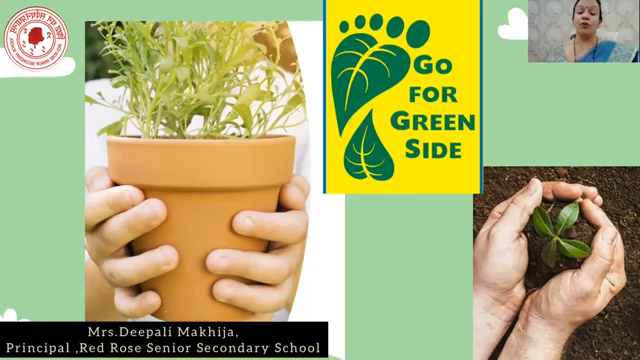 Go
FOR
GREEN
SIDE
Mrs.Deepali Makhija,
Principal ,Red Rose Senior Secondary School